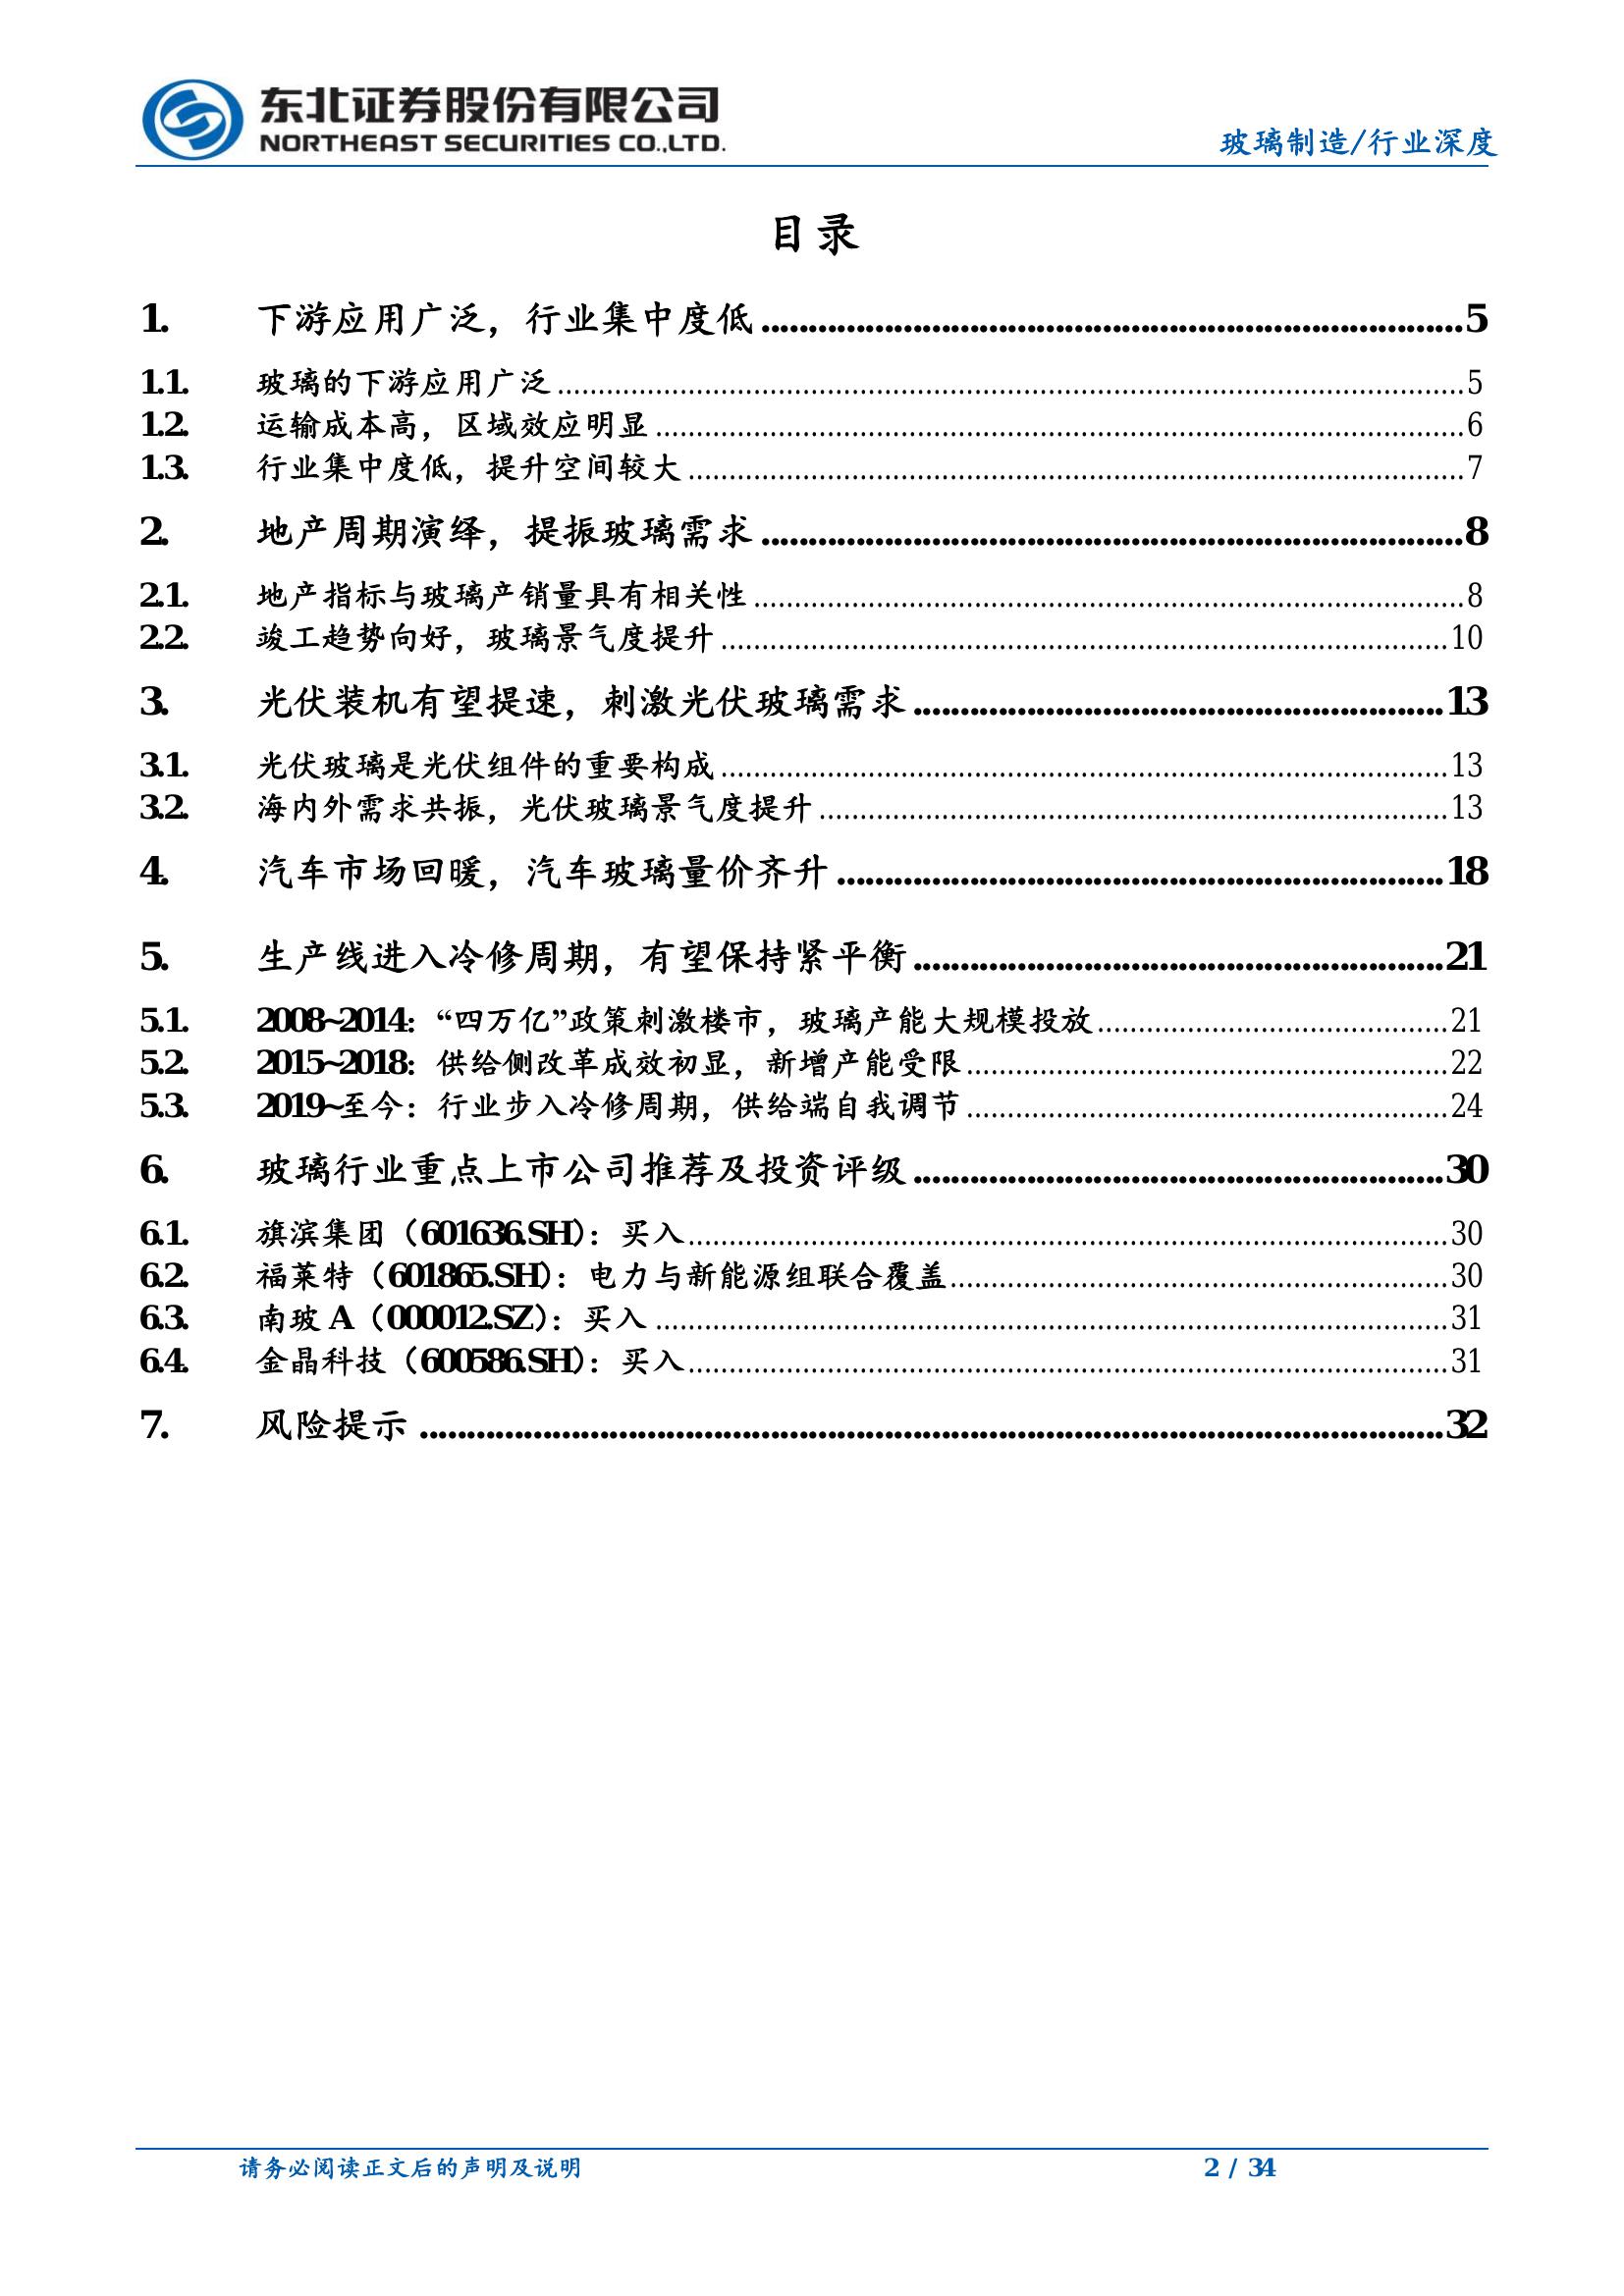 东北证券股份有限公司
NORTHEAST SECURITIES CO.,LTD.
玻璃制造/行业深度
目录
1. 下游应用广泛，行业集中度低 5
1.1. 玻璃的下游应用广泛 5
1.2. 运输成本高，区域效应明显 6
1.3. 行业集中度低，提升空间较大 7
2. 地产周期演绎，提振玻璃需求 8
2.1. 地产指标与玻璃产销量具有相关性 8
2.2. 竣工趋势向好，玻璃景气度提升 10
3. 光伏装机有望提速，刺激光伏玻璃需求 13
3.1. 光伏玻璃是光伏组件的重要构成 13
3.2. 海内外需求共振，光伏玻璃景气度提升 13
4. 汽车市场回暖，汽车玻璃量价齐升 18
5. 生产线进入冷修周期，有望保持紧平衡 21
5.1. 2008~2014：“四万亿”政策刺激楼市，玻璃产能大规模投放 21
5.2. 2015~2018：供给侧改革成效初显，新增产能受限 22
5.3. 2019~至今：行业步入冷修周期，供给端自我调节 24
6. 玻璃行业重点上市公司推荐及投资评级 30
6.1. 旗滨集团（601636.SH）：买入 30
6.2. 福莱特（601865.SH）：电力与新能源组联合覆盖 30
6.3. 南玻 A（000012.SZ）：买入 31
6.4. 金晶科技（600586.SH）：买入 31
7. 风险提示 32
请务必阅读正文后的声明及说明
2 / 34